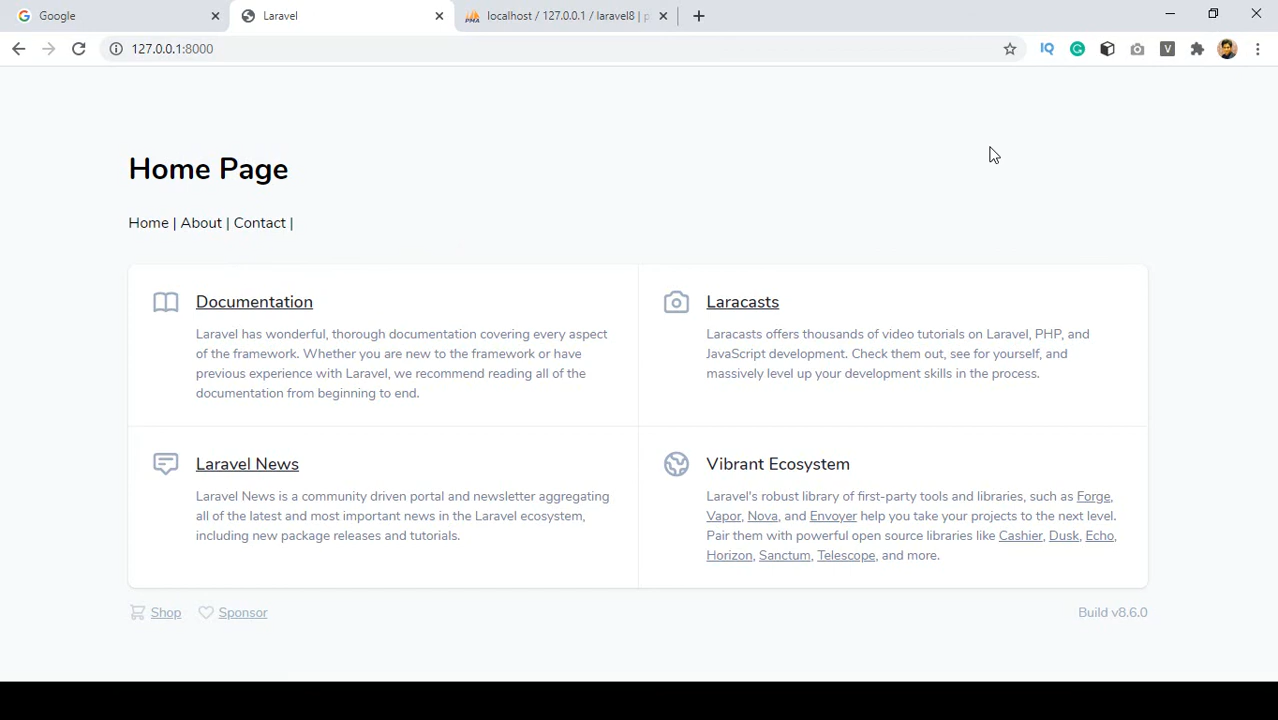 Google
Laravel
localhost / 127.0.0.1 / laravel8 | p
127.0.0.1:8000
IQ
V
Home Page
Home | About | Contact |
Documentation
Laravel has wonderful, thorough documentation covering every aspect
of the framework. Whether you are new to the framework or have
previous experience with Laravel, we recommend reading all of the
documentation from beginning to end.
Laracasts
Laracasts offers thousands of video tutorials on Laravel, PHP, and
JavaScript development. Check them out, see for yourself, and
massively level up your development skills in the process.
Laravel News
Laravel News is a community driven portal and newsletter aggregating
all of the latest and most important news in the Laravel ecosystem,
including new package releases and tutorials.
Vibrant Ecosystem
Laravel's robust library of first-party tools and libraries, such as Forge,
Vapor, Nova, and Envoyer help you take your projects to the next level.
Pair them with powerful open source libraries like Cashier, Dusk, Echo,
Horizon, Sanctum, Telescope, and more.
Shop Sponsor
Build v8.6.0